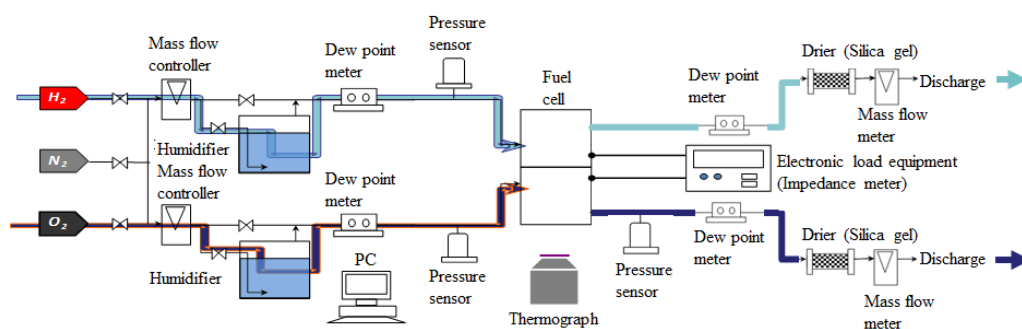 Mass flow
controller
Dew point
meter
Pressure
sensor
Fuel
cell
Dew point
meter
Drier (Silica gel)
Discharge
Mass flow
meter
H2
N2
O2
Humidifier
Mass flow
controller
Dew point
meter
Electronic load equipment
(Impedance meter)
Humidifier
PC
Pressure
sensor
Thermograph
Pressure
sensor
Dew point
meter
Drier (Silica gel)
Discharge
Mass flow
meter